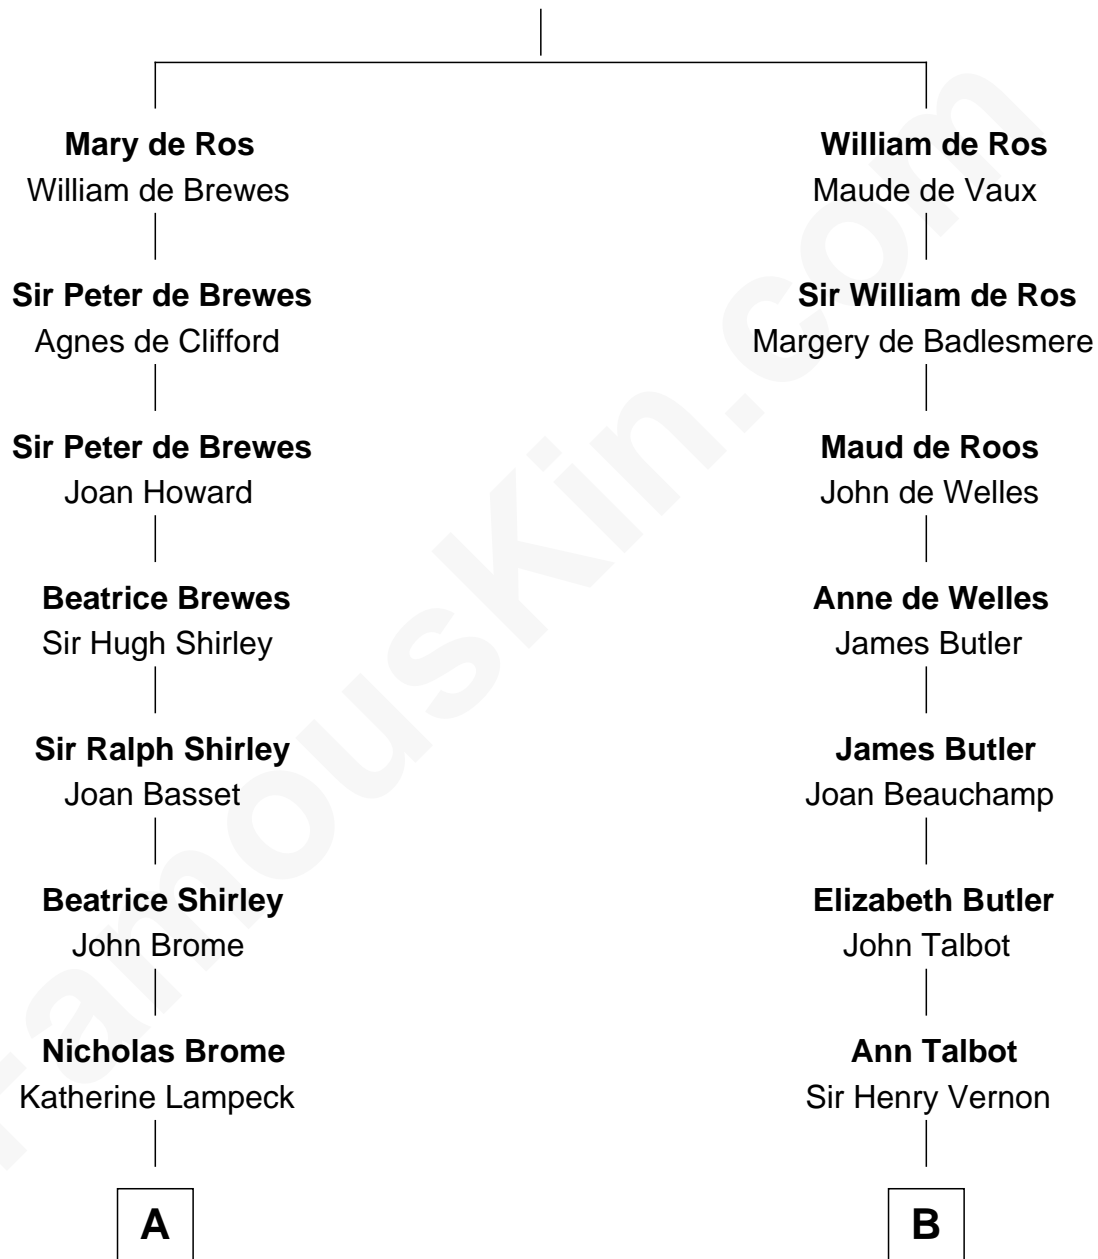 Mary de Ros
William de Brewes
Sir Peter de Brewes
Agnes de Clifford
Sir Peter de Brewes
Joan Howard
Beatrice Brewes
Sir Hugh Shirley
Sir Ralph Shirley
Joan Basset
Beatrice Shirley
John Brome
Nicholas Brome
Katherine Lampeck
A
William de Ros
Maude de Vaux
Sir William de Ros
Margery de Badlesmere
Maud de Roos
John de Welles
Anne de Welles
James Butler
James Butler
Joan Beauchamp
Elizabeth Butler
John Talbot
Ann Talbot
Sir Henry Vernon
B
FamousKin.com